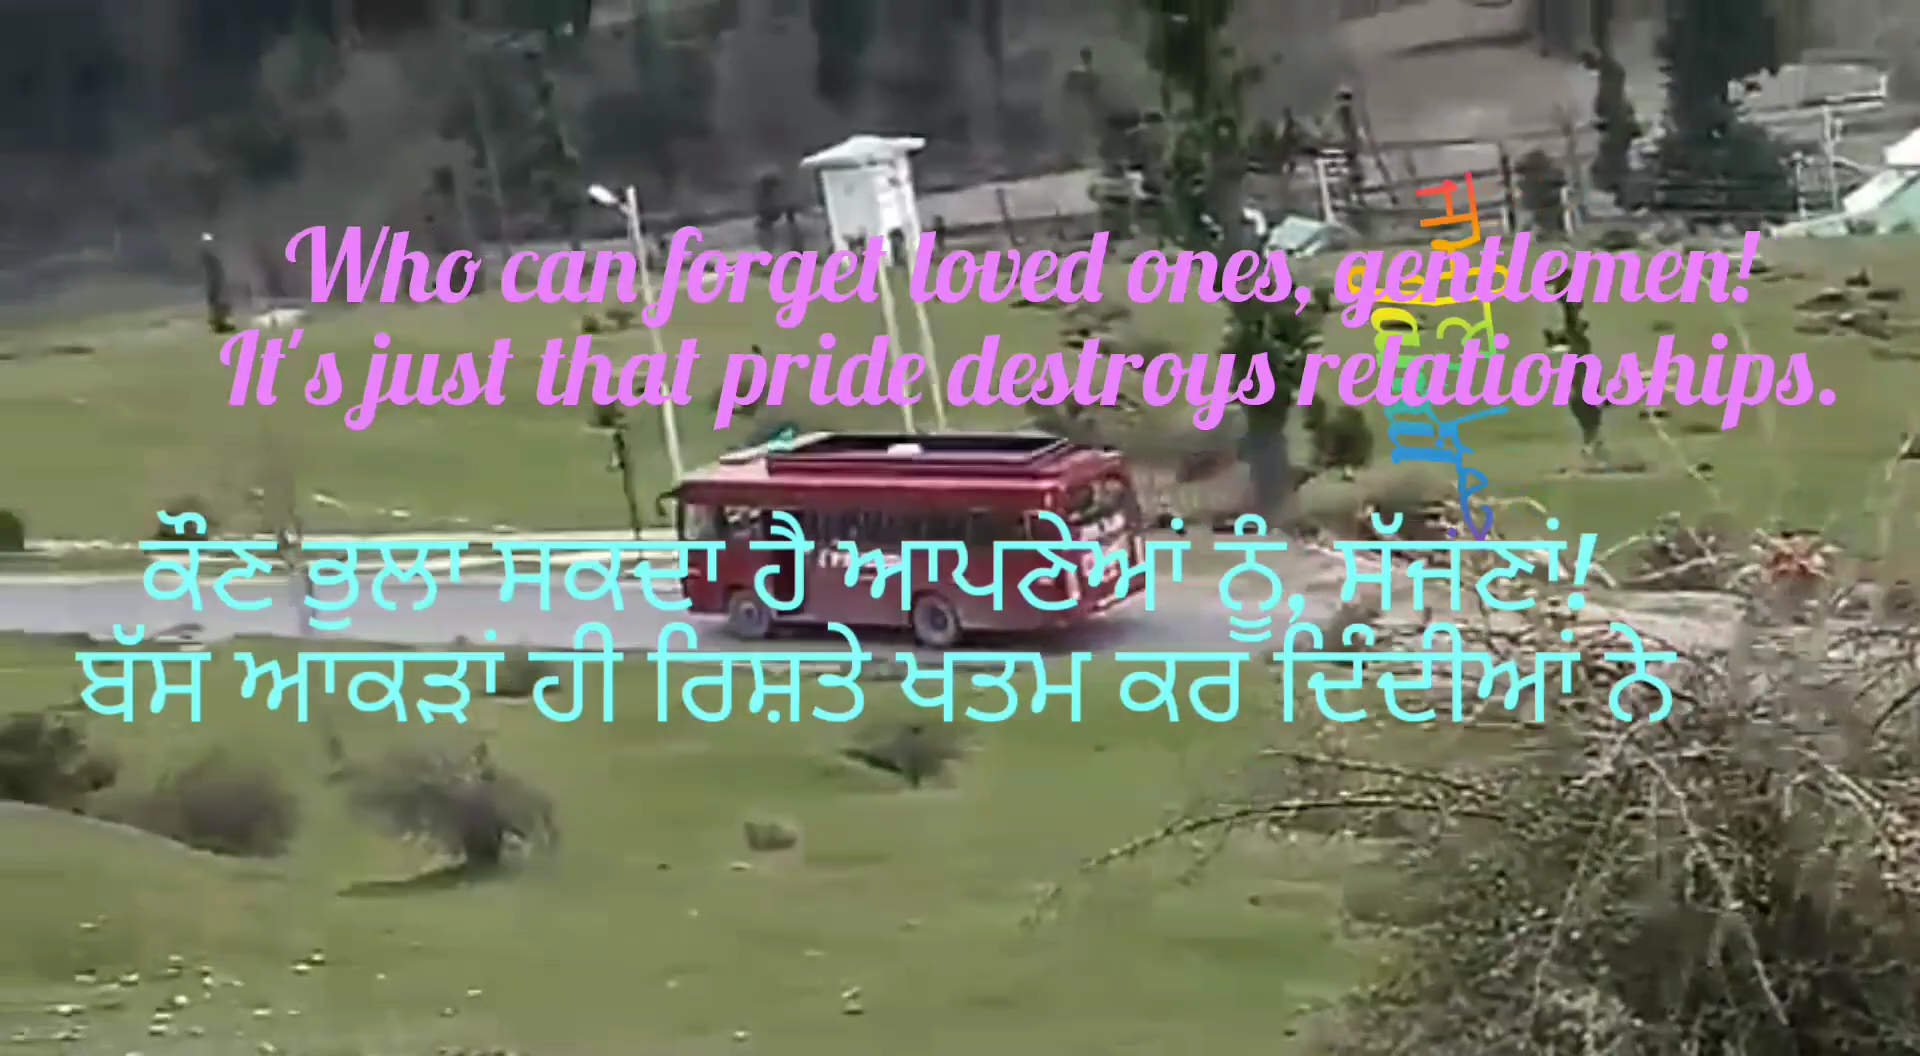 Who can forget loved ones, gentlemen!
It's just that pride destroys relationships.
ਕੌਣ ਭੁਲਾ ਸਕਦਾ ਹੈ ਆਪਣੇਆਂ ਨੂੰ, ਸੱਜਣਾਂ!
ਬੱਸ ਆਕੜਾਂ ਹੀ ਰਿਸ਼ਤੇ ਖਤਮ ਕਰ ਦਿੰਦੀਆਂ ਨੇ